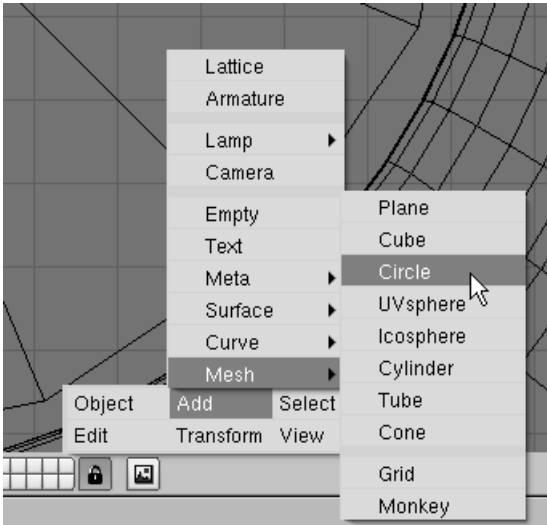 Lattice
Armature
Lamp
Camera
Empty
Text
Meta
Surface
Curve
Mesh
Plane
Cube
Circle
UVsphere
Icosphere
Cylinder
Tube
Cone
Grid
Monkey
Object Add Select
Edit Transform View